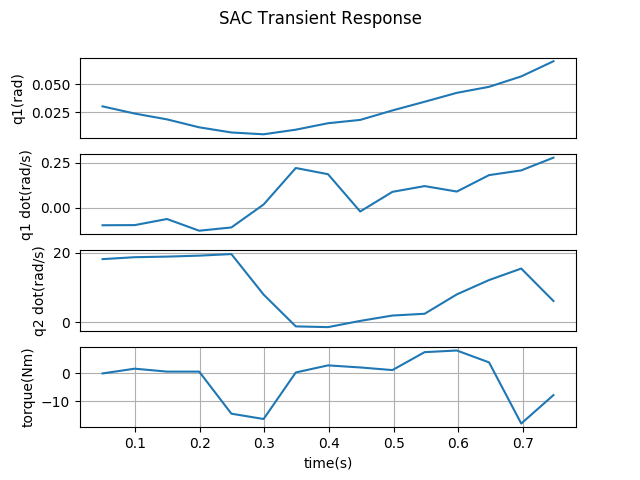 SAC Transient Response
q1(rad)
0.050
0.025
q1 dot(rad/s)
0.25
0.00
q2 dot(rad/s)
20
0
torque(Nm)
0
−10
0.1 0.2 0.3 0.4 0.5 0.6 0.7
time(s)